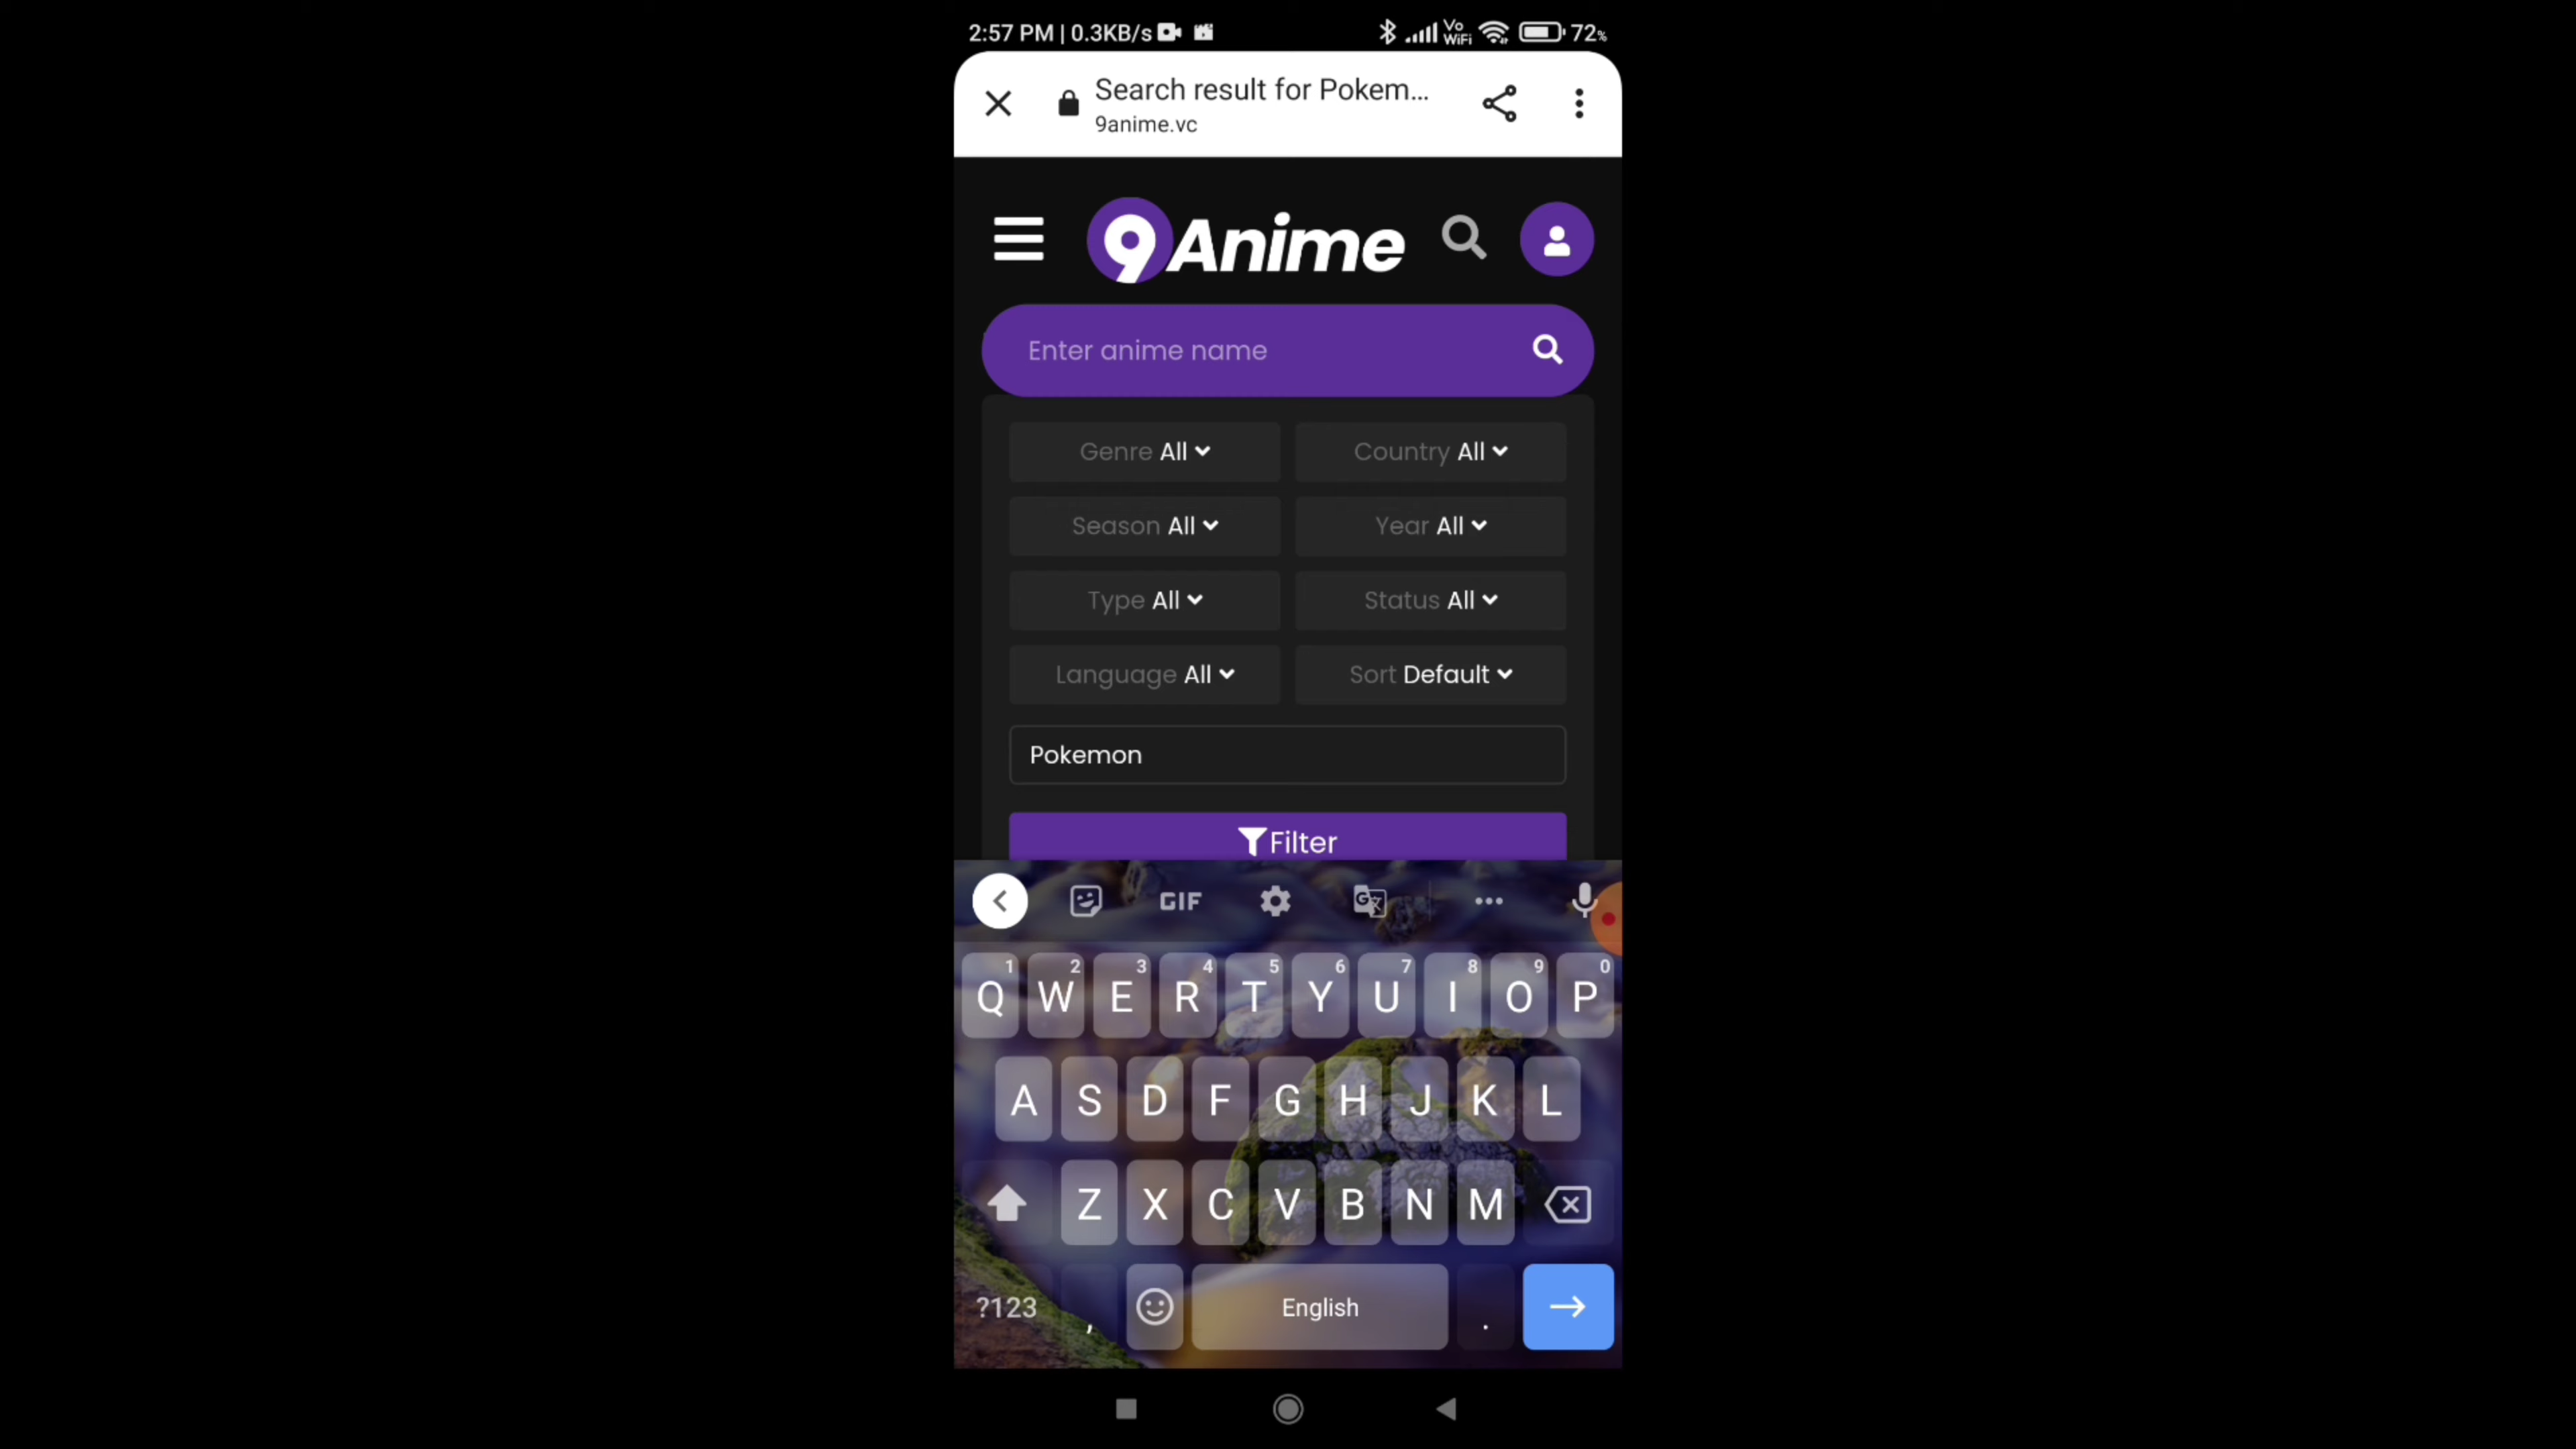 2:57 PM | 0.3KB/s Vo WiFi 72%
Search result for Pokem...
9anime.vc
9Anime
Enter anime name
Genre All Country All
Season All Year All
Type All Status All
Language All Sort Default
Pokemon
Filter
GIF
1 2 3 4 5 6 7 8 9 0
Q W E R T Y U I O P
A S D F G H J K L
Z X C V B N M
?123 , English .